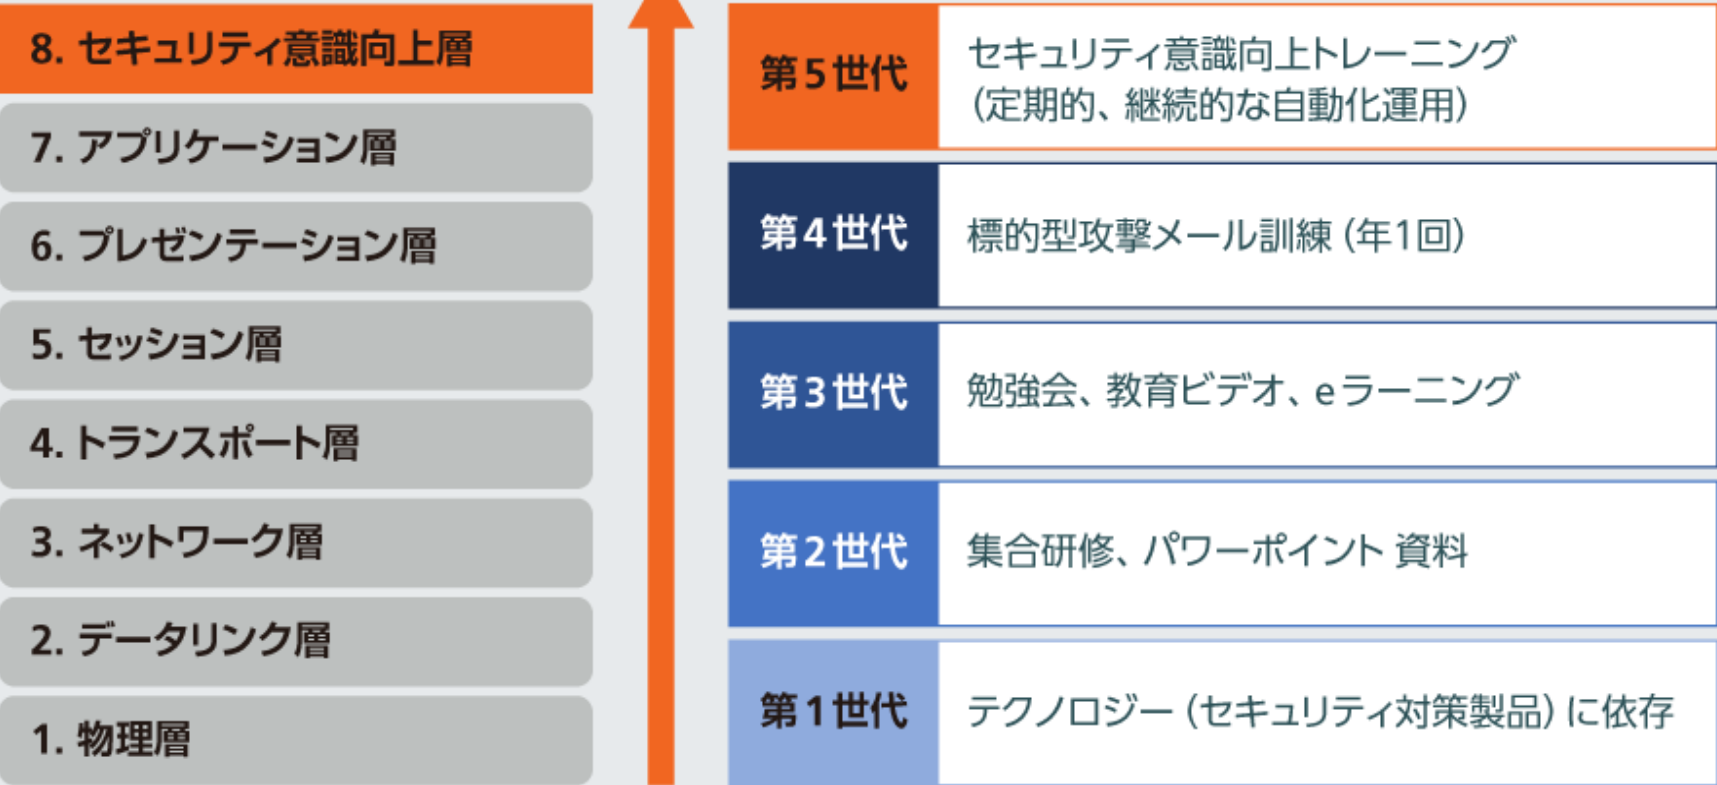 8. セキュリティ意識向上層
7. アプリケーション層
6. プレゼンテーション層
5. セッション層
4. トランスポート層
3. ネットワーク層
2. データリンク層
1. 物理層
第5世代
セキュリティ意識向上トレーニング
(定期的、継続的な自動化運用)
第4世代
標的型攻撃メール訓練 (年1回)
第3世代
勉強会、教育ビデオ、eラーニング
第2世代
集合研修、パワーポイント 資料
第1世代
テクノロジー (セキュリティ対策製品) に依存